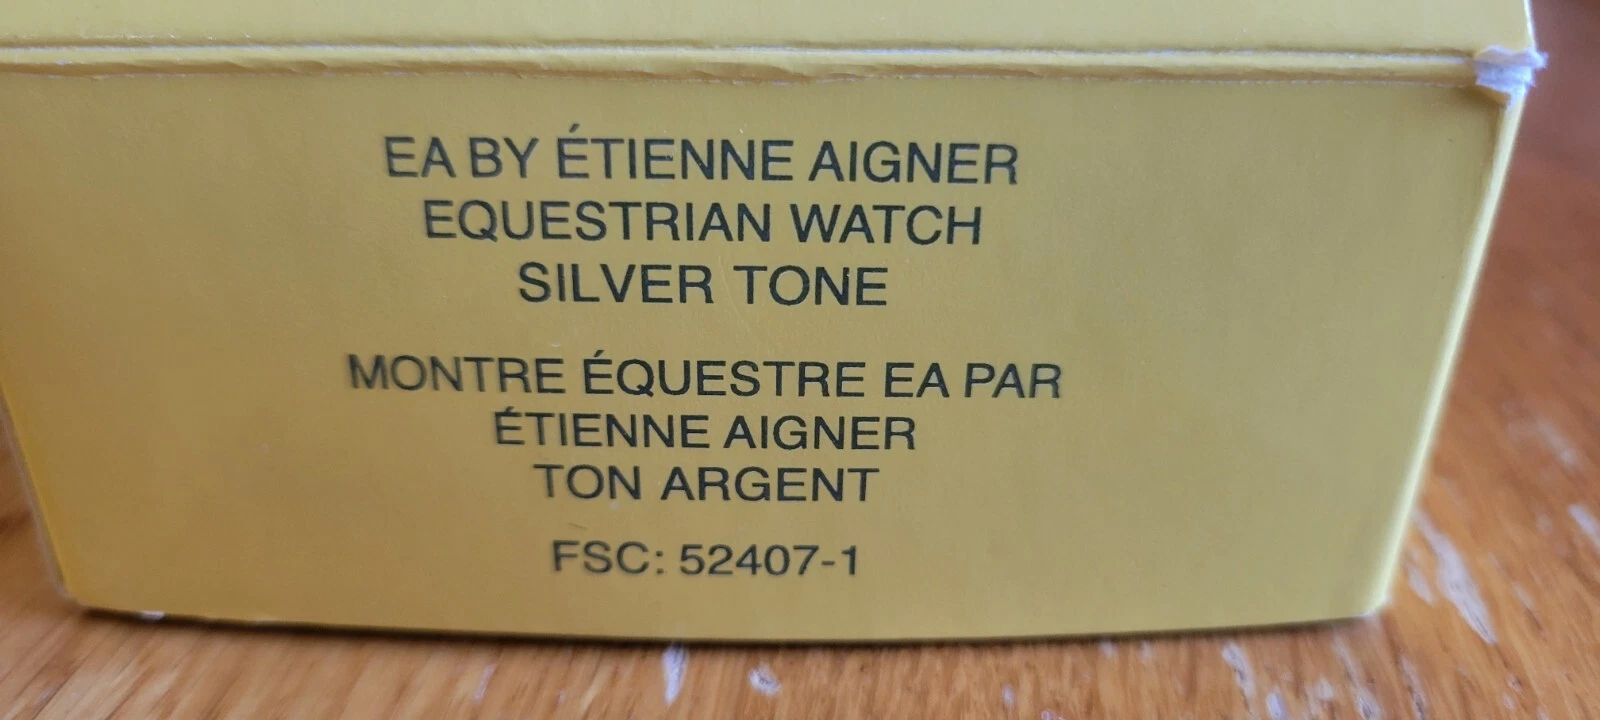 EA BY ÉTIENNE AIGNER
EQUESTRIAN WATCH
SILVER TONE
MONTRE ÉQUESTRE EA PAR
ÉTIENNE AIGNER
TON ARGENT
FSC: 52407-1